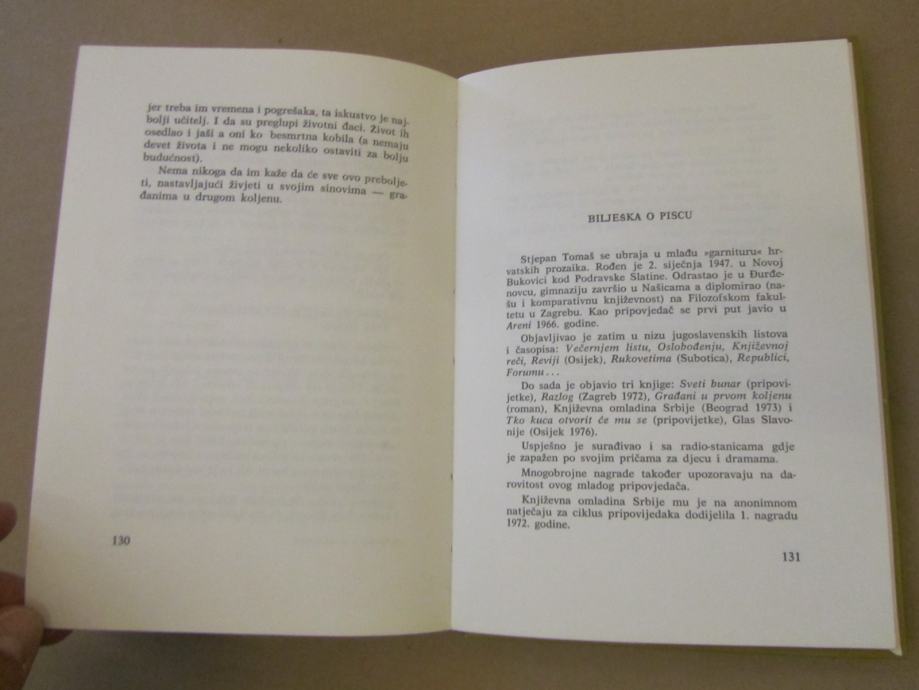 jer treba im vremena i pogrešaka, ta iskustvo je naj-
bolji učitelj. I da su preglupi životni đaci. Život ih
osedlao i jaši a oni ko besmrtna kobila (a nemaju
devet života i ne mogu nekoliko ostaviti za bolju
budućnost).
Nema nikoga da im kaže da će sve ovo prebolje-
ti, nastavljajući živjeti u svojim sinovima — gra-
đanima u drugom koljenu.
130
BILJEŠKA O PISCU
Stjepan Tomaš se ubraja u mlađu »garnituru« hr-
vatskih prozaika. Rođen je 2. siječnja 1947. u Novoj
Bukovici kod Podravske Slatine. Odrastao je u Đurđe-
novcu, gimnaziju završio u Našicama a diplomirao (na-
šu i komparativnu književnost) na Filozofskom fakul-
tetu u Zagrebu. Kao pripovjedač se prvi put javio u
Areni 1966. godine.
Objavljivao je zatim u nizu jugoslavenskih listova
i časopisa: Večernjem listu, Oslobođenju, Književnoj
reči, Reviji (Osijek), Rukovetima (Subotica), Republici,
Forumu...
Do sada je objavio tri knjige: Sveti bunar (pripovi-
jetke), Razlog (Zagreb 1972), Građani u prvom koljenu
(roman), Književna omladina Srbije (Beograd 1973) i
Tko kuca otvorit će mu se (pripovijetke), Glas Slavo-
nije (Osijek 1976).
Uspješno je surađivao i sa radio-stanicama gdje
je zapažen po svojim pričama za djecu i dramama.
Mnogobrojne nagrade također upozoravaju na da-
rovitost ovog mladog pripovjedača.
Književna omladina Srbije mu je na anonimnom
natječaju za ciklus pripovijedaka dodijelila 1. nagradu
1972. godine.
131